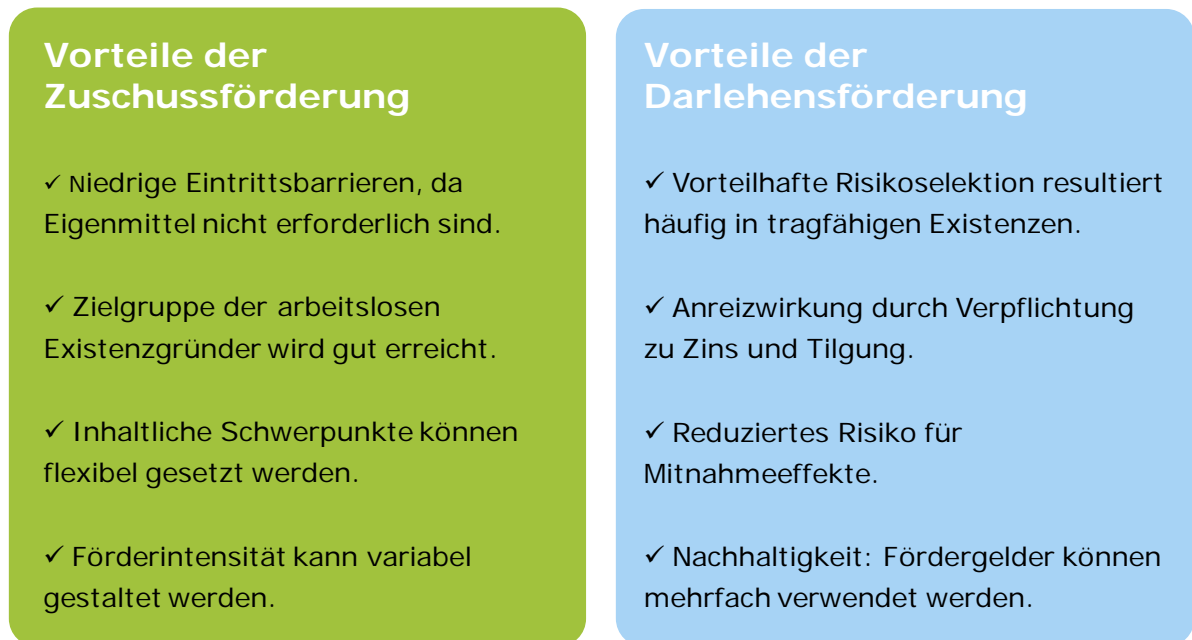 Vorteile der
Zuschussförderung
✓ Niedrige Eintrittsbarrieren, da
Eigenmittel nicht erforderlich sind.
✓ Zielgruppe der arbeitslosen
Existenzgründer wird gut erreicht.
✓ Inhaltliche Schwerpunkte können
flexibel gesetzt werden.
✓ Förderintensität kann variabel
gestaltet werden.
Vorteile der
Darlehensförderung
✓ Vorteilhafte Risikoselektion resultiert
häufig in tragfähigen Existenzen.
✓ Anreizwirkung durch Verpflichtung
zu Zins und Tilgung.
✓ Reduziertes Risiko für
Mitnahmeeffekte.
✓ Nachhaltigkeit: Fördergelder können
mehrfach verwendet werden.